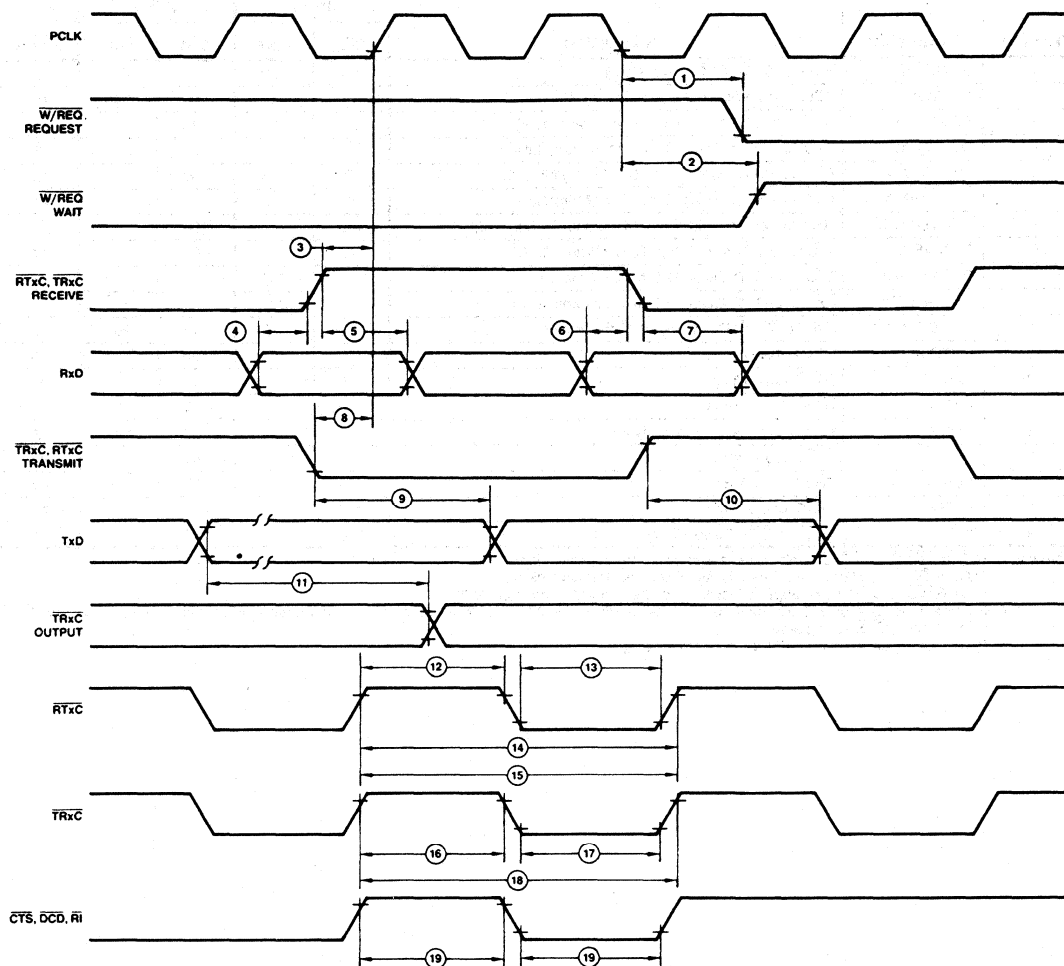 PCLK
1
W/REQ
REQUEST
2
W/REQ
WAIT
3
RTxC, TRxC
RECEIVE
4
5
6
7
RxD
8
TRxC, RTxC
TRANSMIT
9
10
TxD
11
TRxC
OUTPUT
12
13
RTxC
14
15
TRxC
16
17
18
CTS, DCD, RI
19
19